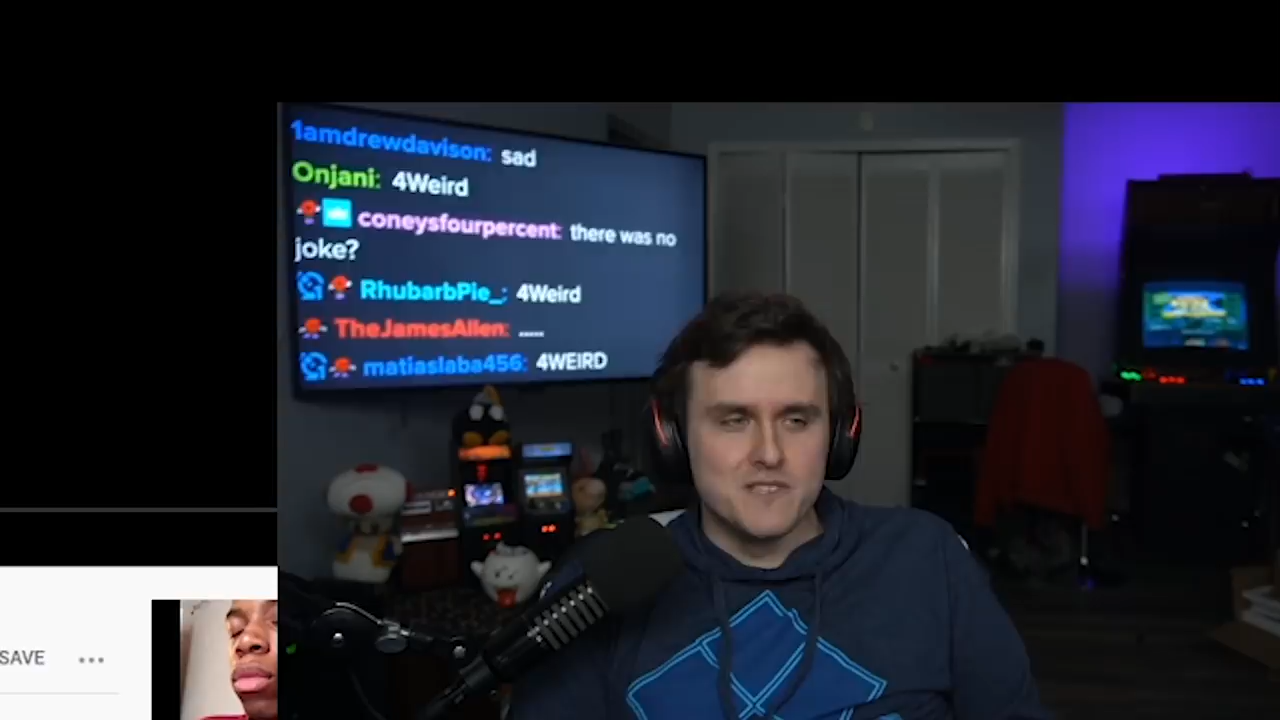 1amdrewdavison: sad
Onjani: 4Weird
coneysfourpercent: there was no
joke?
RhubarbPie_: 4Weird
TheJamesAllen: .....
matiaslaba456: 4WEIRD
SAVE